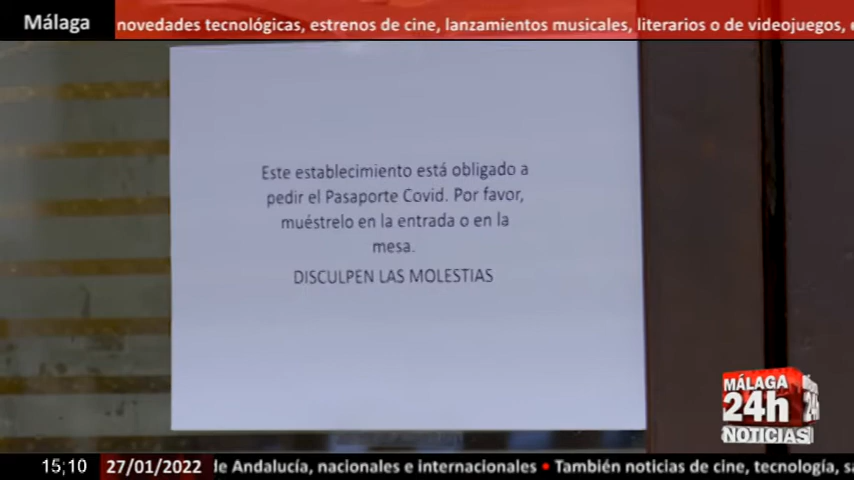 Málaga
novedades tecnológicas, estrenos de cine, lanzamientos musicales, literarios o de videojuegos,
Este establecimiento está obligado a
pedir el Pasaporte Covid. Por favor,
muéstrelo en la entrada o en la
mesa.
DISCULPEN LAS MOLESTIAS
MÁLAGA
24h
NOTICIAS
15:10
27/01/2022
de Andalucía, nacionales e internacionales • También noticias de cine, tecnología,